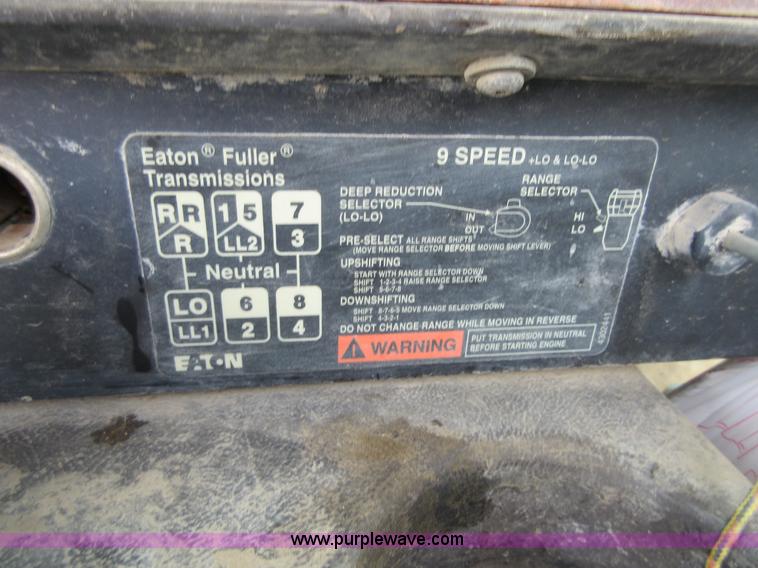 Eaton® Fuller®
Transmissions
9 SPEED +LO & LO-LO
R R R
1 5 LL2
7
3
Neutral
LO
LL1
6
2
8
4
DEEP REDUCTION
SELECTOR
(LO-LO)
IN
OUT
RANGE
SELECTOR
HI
LO
PRE-SELECT ALL RANGE SHIFTS
(MOVE RANGE SELECTOR BEFORE MOVING SHIFT LEVER)
UPSHIFTING
START WITH RANGE SELECTOR DOWN
SHIFT 1-2-3-4 RAISE RANGE SELECTOR
SHIFT 5-6-7-8
DOWNSHIFTING
SHIFT 8-7-6-5 MOVE RANGE SELECTOR DOWN
SHIFT 4-3-2-1
DO NOT CHANGE RANGE WHILE MOVING IN REVERSE
WARNING
PUT TRANSMISSION IN NEUTRAL
BEFORE STARTING ENGINE
EATON
4302411
www.purplewave.com